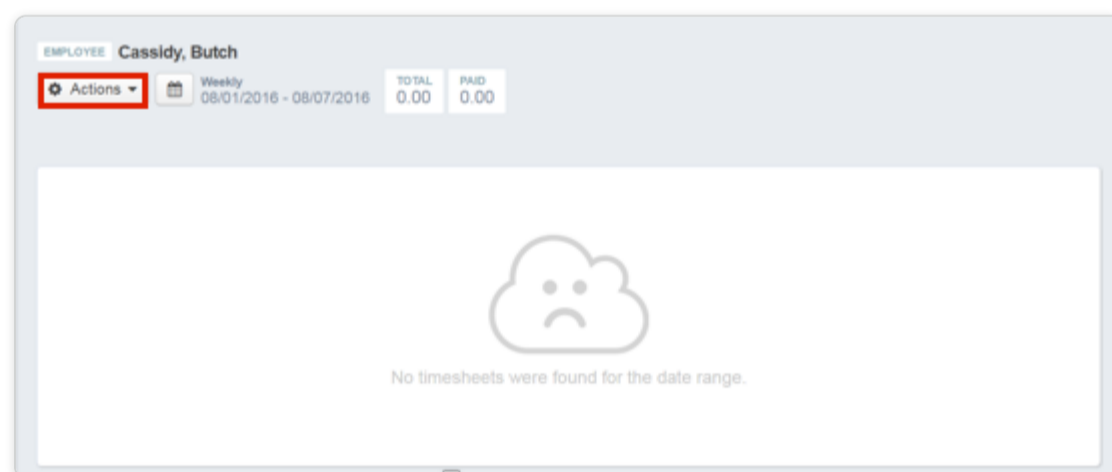 EMPLOYEE Cassidy, Butch
Actions
Weekly
08/01/2016 - 08/07/2016
TOTAL
0.00
PAID
0.00
No timesheets were found for the date range.